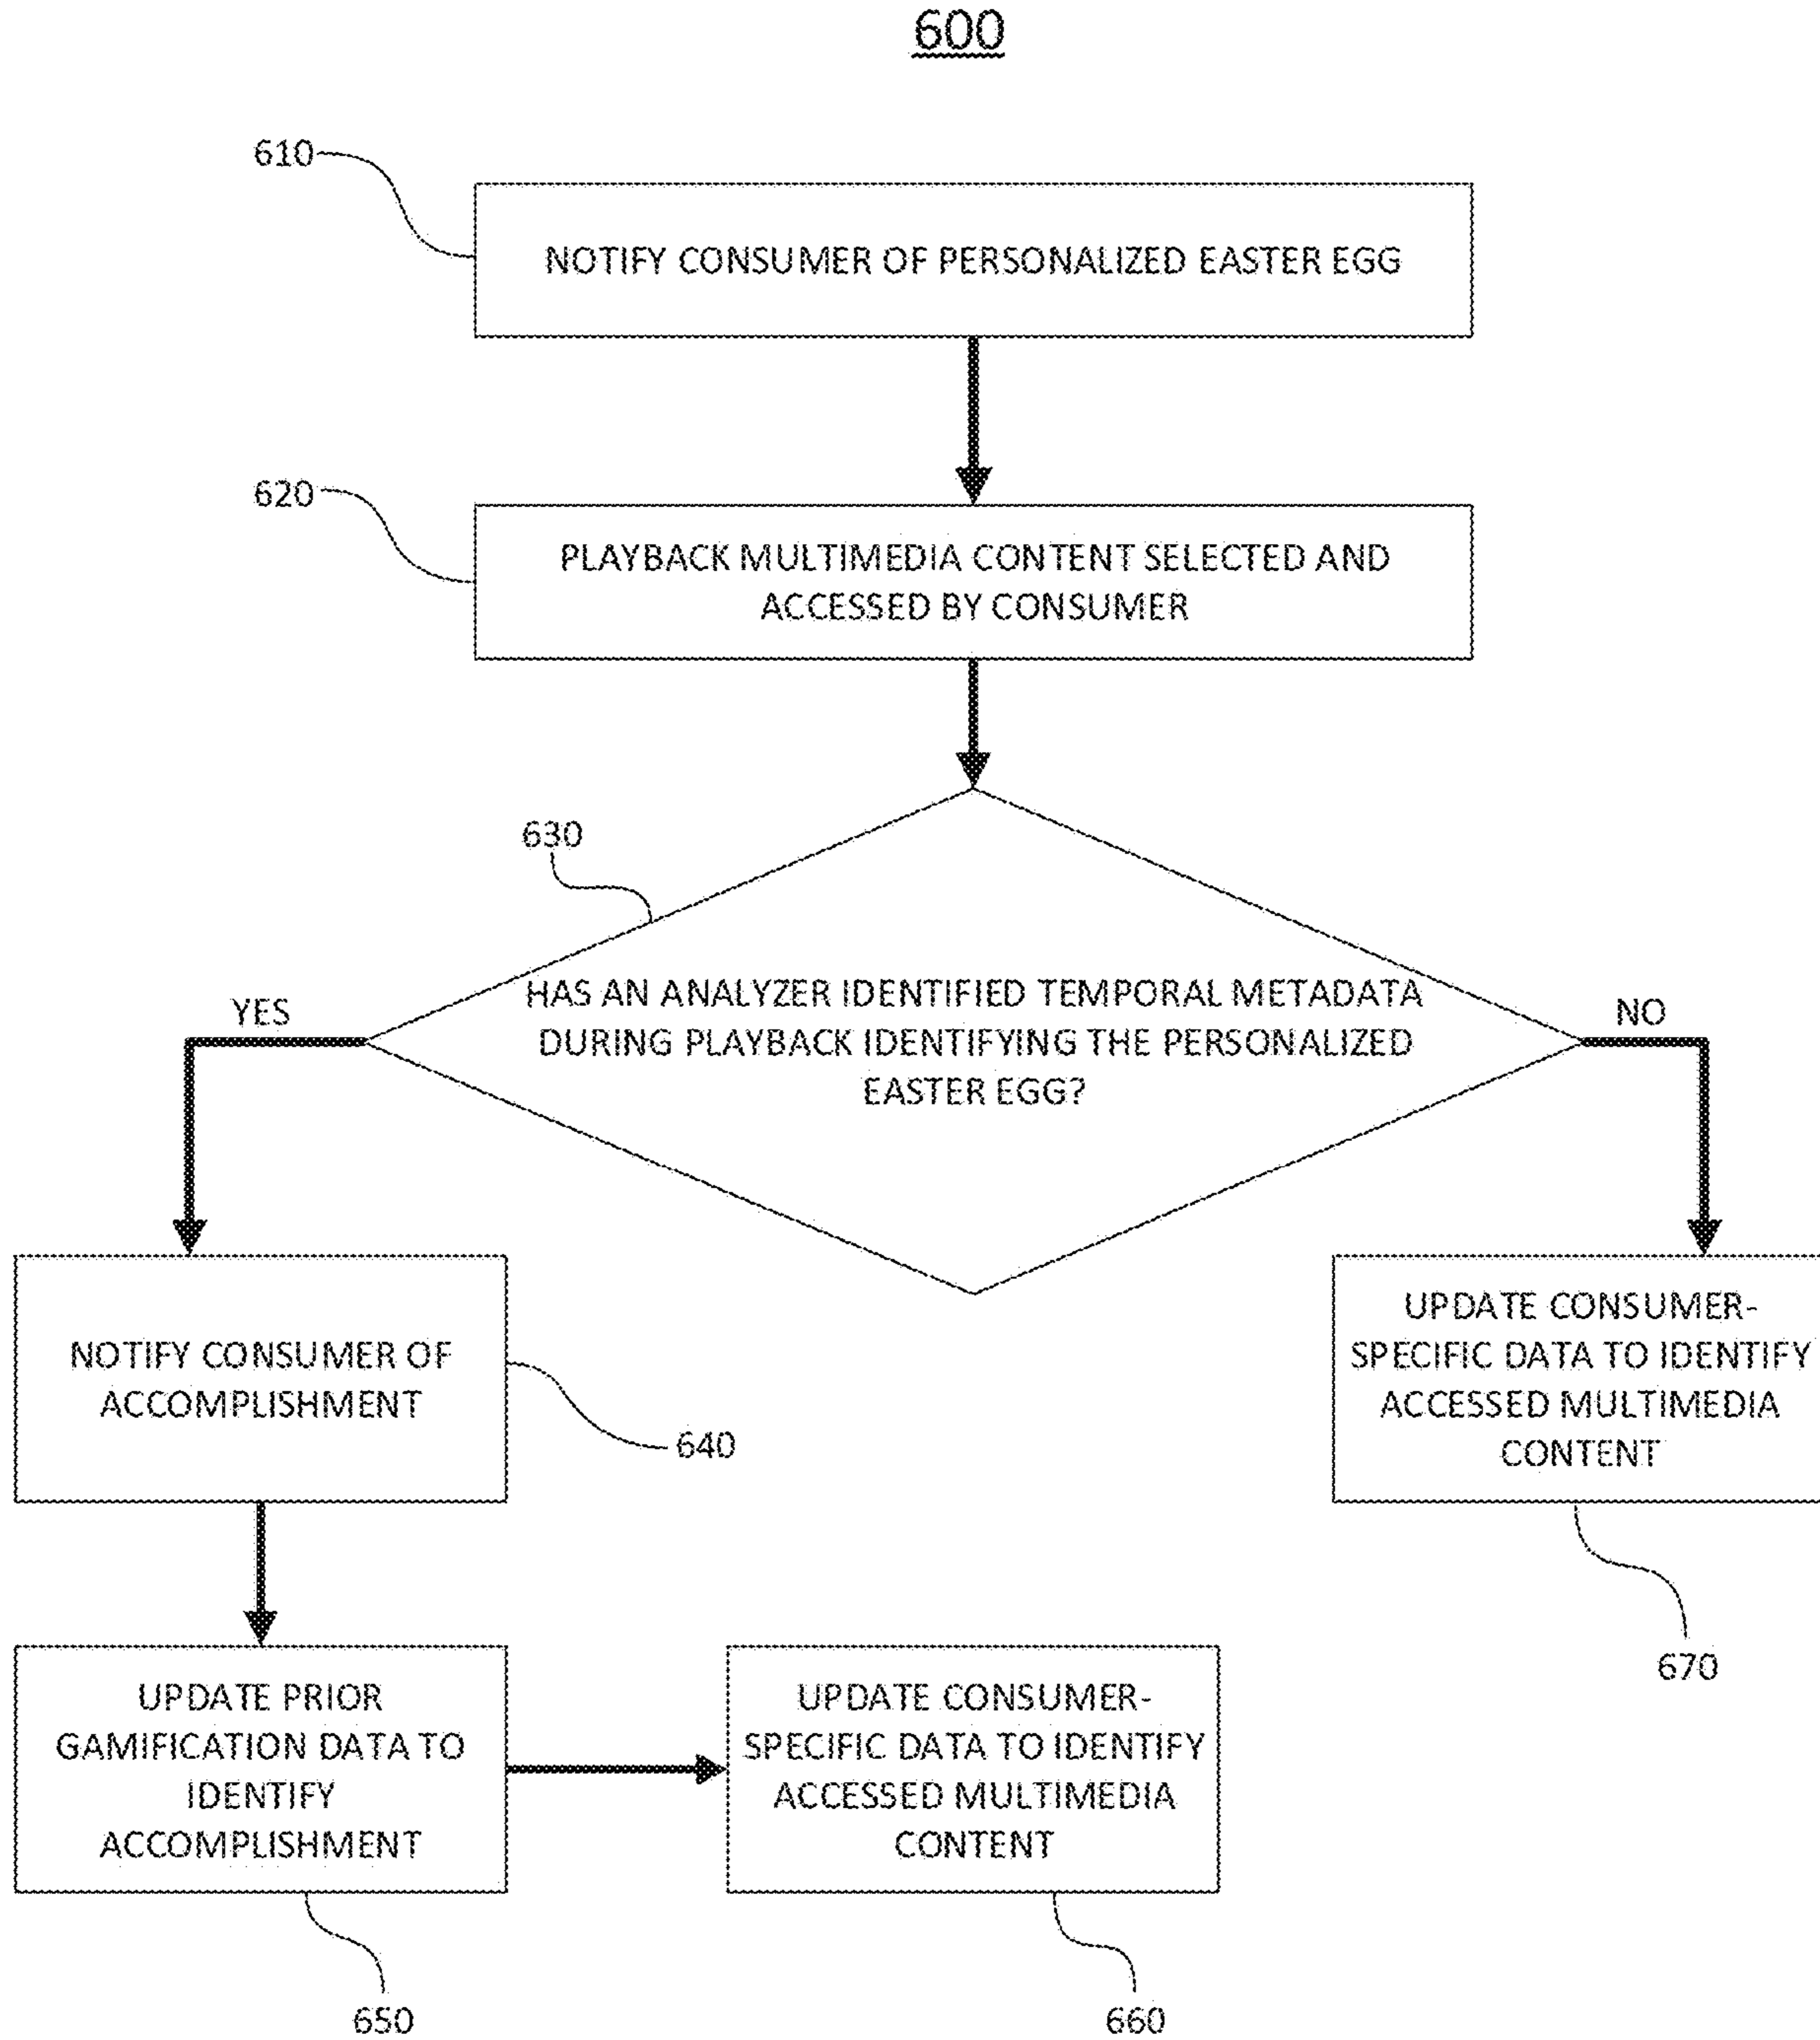 600
610
NOTIFY CONSUMER OF PERSONALIZED EASTER EGG
620
PLAYBACK MULTIMEDIA CONTENT SELECTED AND
ACCESSED BY CONSUMER
630
HAS AN ANALYZER IDENTIFIED TEMPORAL METADATA
DURING PLAYBACK IDENTIFYING THE PERSONALIZED
EASTER EGG?
YES
NO
NOTIFY CONSUMER OF
ACCOMPLISHMENT
640
UPDATE CONSUMER-
SPECIFIC DATA TO IDENTIFY
ACCESSED MULTIMEDIA
CONTENT
670
UPDATE PRIOR
GAMIFICATION DATA TO
IDENTIFY
ACCOMPLISHMENT
650
UPDATE CONSUMER-
SPECIFIC DATA TO IDENTIFY
ACCESSED MULTIMEDIA
CONTENT
660